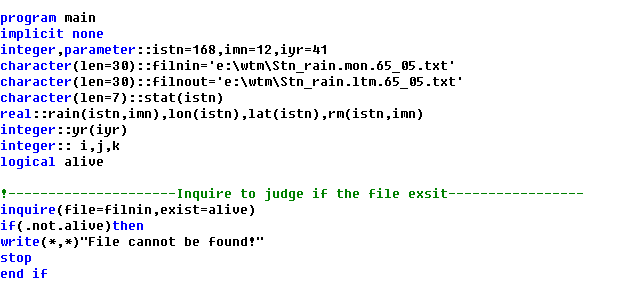 program main
implicit none
integer,parameter::istn=168,imn=12,iyr=41
character(len=30)::filnin='e:\wtm\Stn_rain.mon.65_05.txt'
character(len=30)::filnout='e:\wtm\Stn_rain.ltm.65_05.txt'
character(len=7)::stat(istn)
real::rain(istn,imn),lon(istn),lat(istn),rm(istn,imn)
integer::yr(iyr)
integer:: i,j,k
logical alive
!---------------------Inquire to judge if the file exsit-----------------
inquire(file=filnin,exist=alive)
if(.not.alive)then
write(*,*)"File cannot be found!"
stop
end if